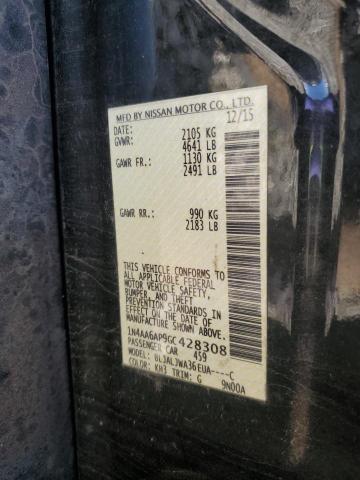 MFD BY NISSAN MOTOR CO., LTD.
DATE: 12/15
GVWR: 2105 KG
4641 LB
GAWR FR.: 1130 KG
2491 LB
GAWR RR.: 990 KG
2183 LB
THIS VEHICLE CONFORMS TO
ALL APPLICABLE FEDERAL
MOTOR VEHICLE SAFETY,
BUMPER, AND THEFT
PREVENTION STANDARDS IN
EFFECT ON THE DATE OF
MANUFACTURE SHOWN ABOVE.
1N4AA6AP9GC428308
PASSENGER CAR 459
MODEL: BLJALJWA36EUA----C
COLOR: KH3 TRIM: G 9N00A